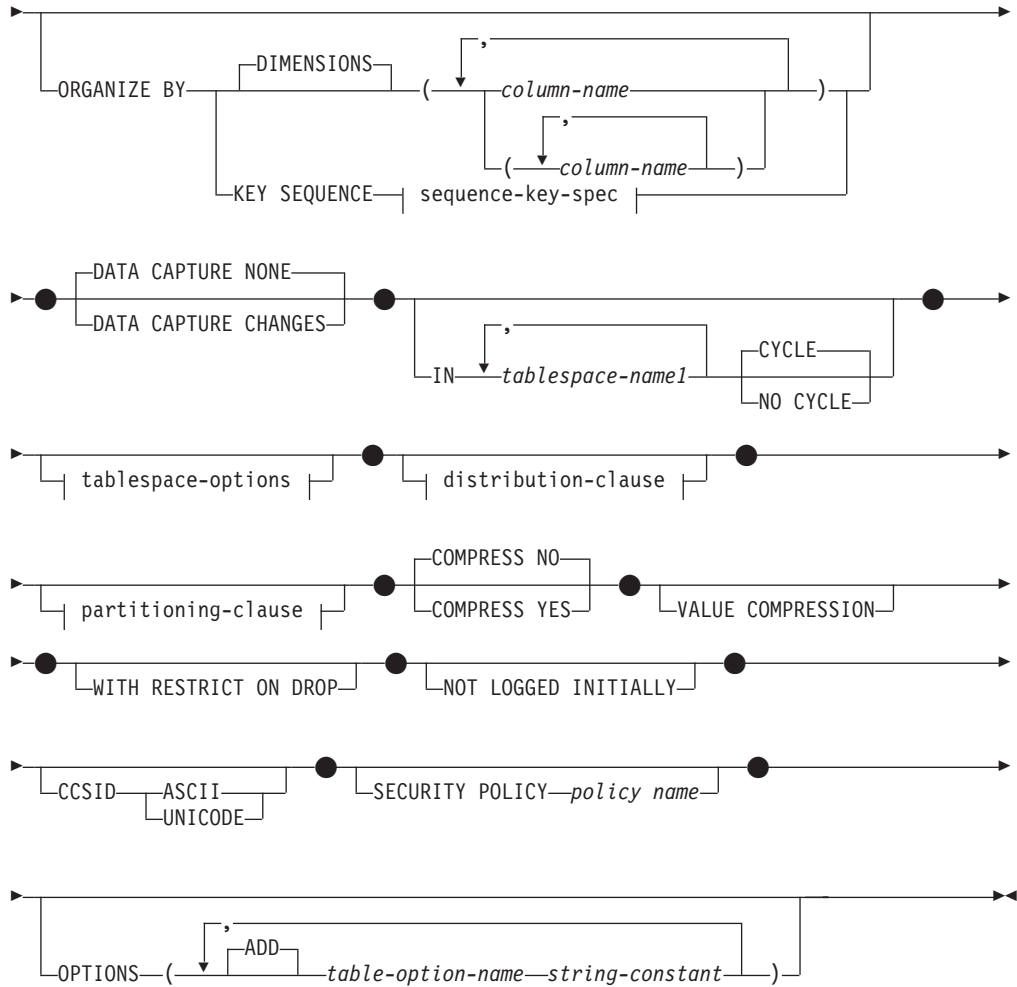 ,
DIMENSIONS
ORGANIZE BY ( column-name )
,
( column-name )
KEY SEQUENCE sequence-key-spec
DATA CAPTURE NONE
DATA CAPTURE CHANGES
,
CYCLE
IN tablespace-name1
NO CYCLE
tablespace-options distribution-clause
COMPRESS NO
partitioning-clause COMPRESS YES VALUE COMPRESSION
WITH RESTRICT ON DROP NOT LOGGED INITIALLY
CCSID ASCII SECURITY POLICY policy name
UNICODE
,
ADD
OPTIONS ( table-option-name string-constant )